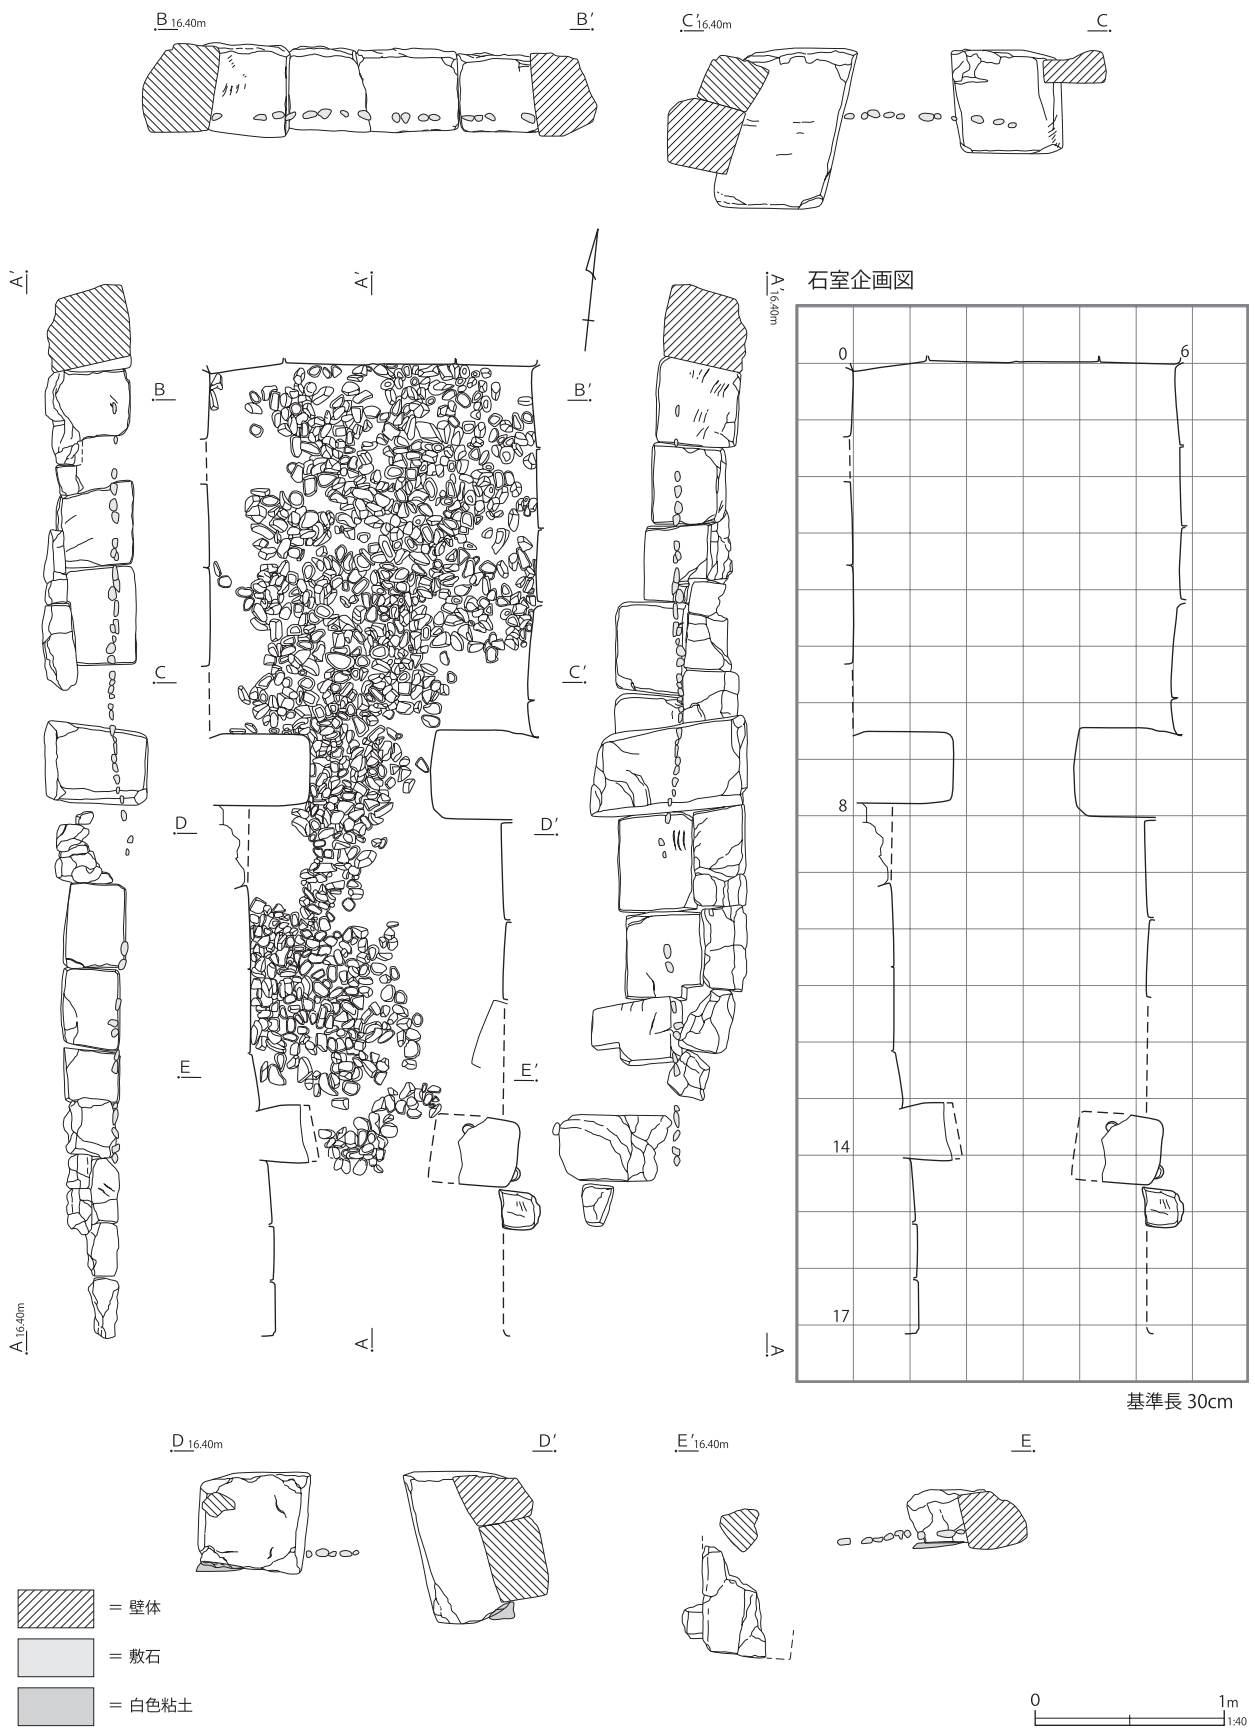 B 16.40m
B′
C′ 16.40m
C
A′
A′
A′ 16.40m
石室企画図
0
6
B
B′
C
C′
8
D
D′
E
E′
14
17
A 16.40m
A
A
基準長 30cm
D 16.40m
D′
E′ 16.40m
E
= 壁体
= 敷石
= 白色粘土
0
1m
1:40